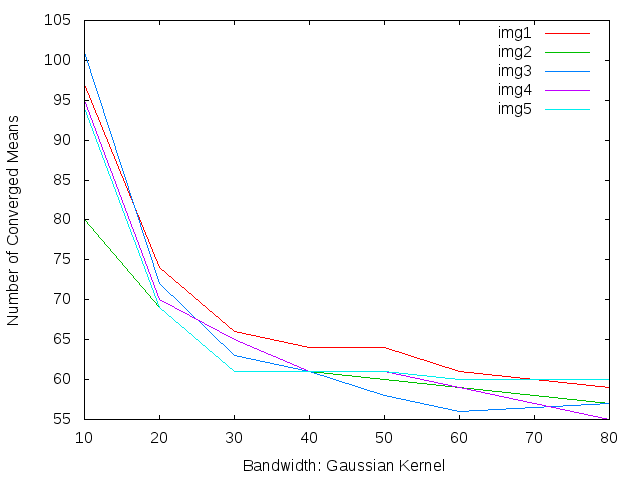 105
100
95
90
85
80
75
70
65
60
55
Number of Converged Means
img1
img2
img3
img4
img5
10 20 30 40 50 60 70 80
Bandwidth: Gaussian Kernel